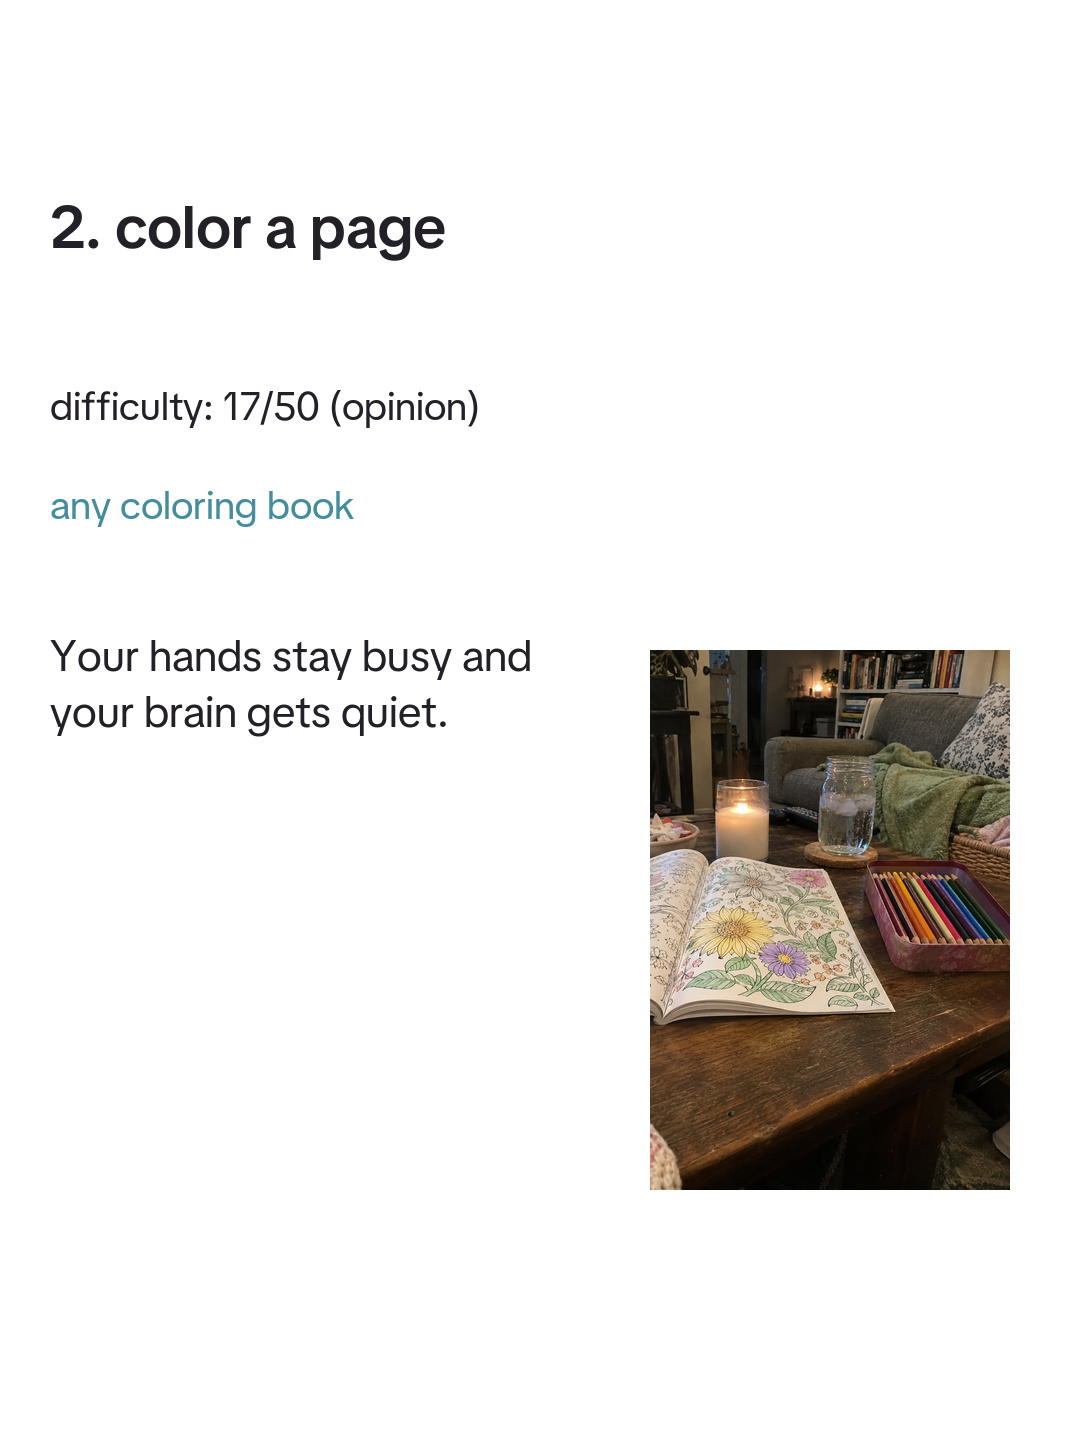 2. color a page
difficulty: 17/50 (opinion)
any coloring book
Your hands stay busy and
your brain gets quiet.